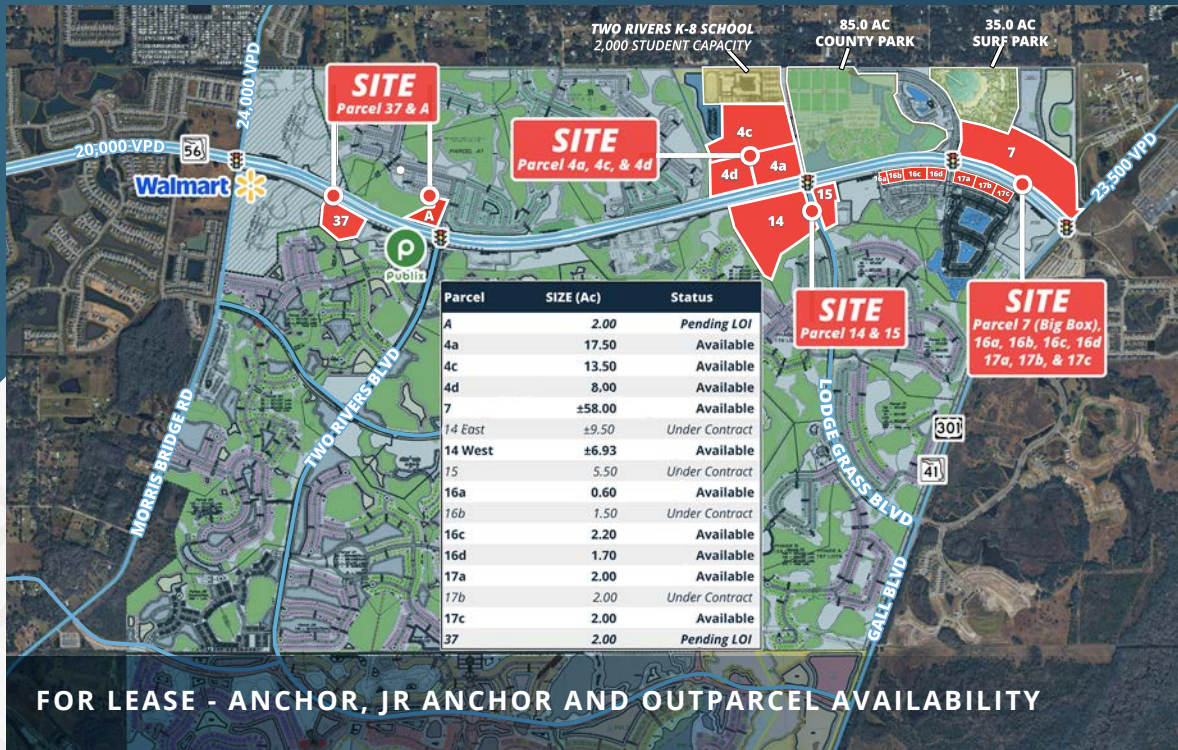 TWO RIVERS K-8 SCHOOL
2,000 STUDENT CAPACITY
85.0 AC
COUNTY PARK
35.0 AC
SURF PARK
24,000 VPD
SITE
Parcel 37 & A
20,000 VPD
56
Walmart
SITE
Parcel 4a, 4c, & 4d
4c
4a
4d
7
23,500 VPD
16b
16c
16d
17a
17b
17c
37
A
14
15
P
Publix
SITE
Parcel 14 & 15
SITE
Parcel 7 (Big Box),
16a, 16b, 16c, 16d
17a, 17b, & 17c
Parcel SIZE (Ac) Status
A 2.00 Pending LOI
4a 17.50 Available
4c 13.50 Available
4d 8.00 Available
7 ±58.00 Available
14 East ±9.50 Under Contract
14 West ±6.93 Available
15 5.50 Under Contract
16a 0.60 Available
16b 1.50 Under Contract
16c 2.20 Available
16d 1.70 Available
17a 2.00 Available
17b 2.00 Under Contract
17c 2.00 Available
37 2.00 Pending LOI
MORRIS BRIDGE RD
TWO RIVERS BLVD
LODGE GRASS BLVD
301
41
GALL BLVD
FOR LEASE - ANCHOR, JR ANCHOR AND OUTPARCEL AVAILABILITY